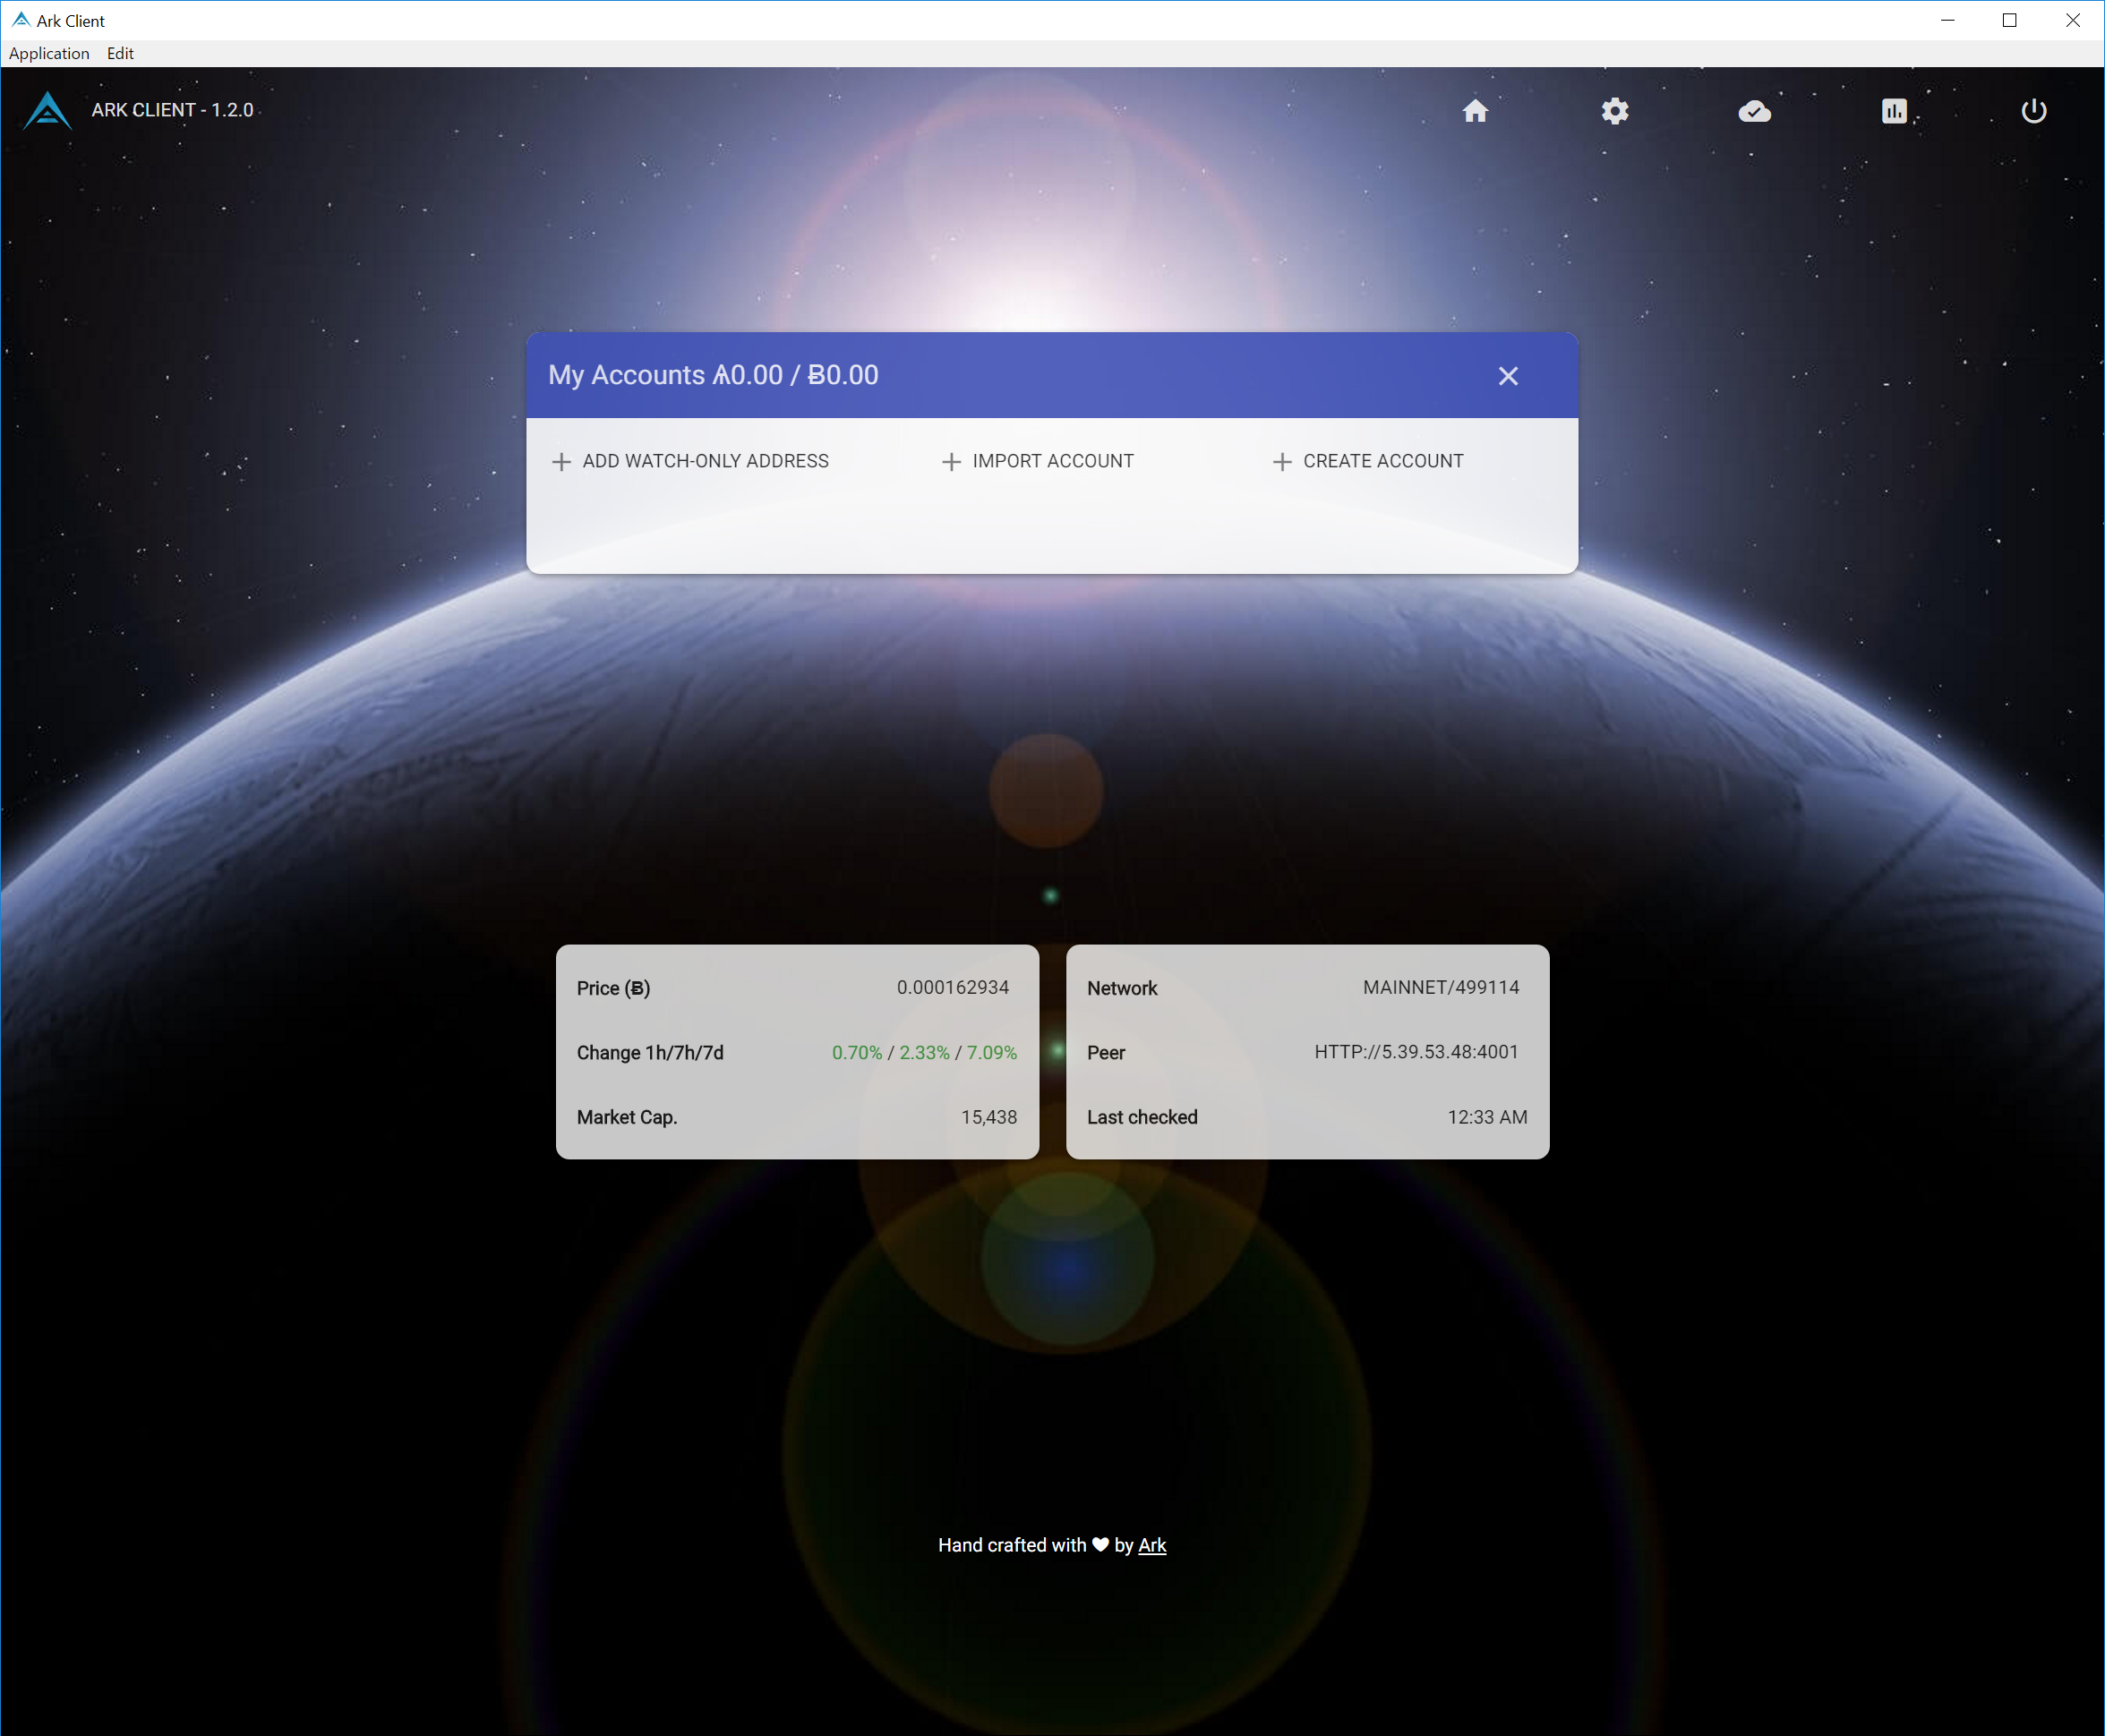 Ark Client
Application Edit
ARK CLIENT - 1.2.0
My Accounts Ѧ0.00 / Ƀ0.00
ADD WATCH-ONLY ADDRESS IMPORT ACCOUNT CREATE ACCOUNT
Price (Ƀ) 0.000162934
Change 1h/7h/7d 0.70% / 2.33% / 7.09%
Market Cap. 15,438
Network MAINNET/499114
Peer HTTP://5.39.53.48:4001
Last checked 12:33 AM
Hand crafted with ♥ by Ark